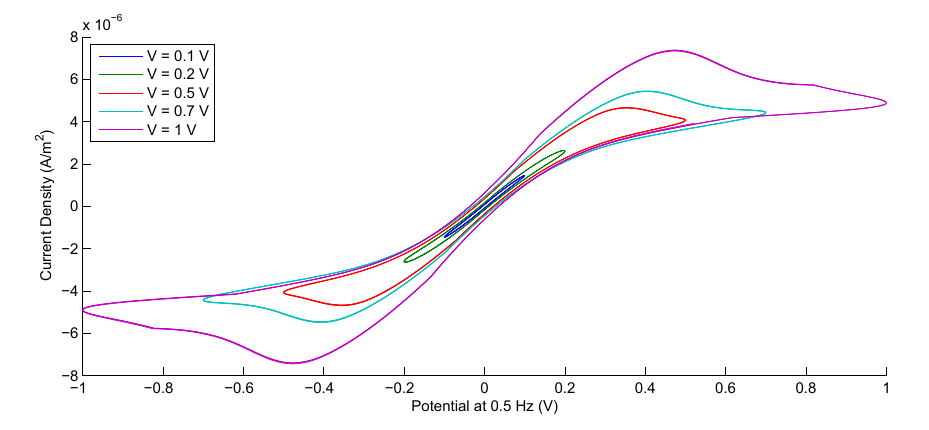 x 10⁻⁶
8
6
4
2
0
−2
−4
−6
−8
Current Density (A/m²)
V = 0.1 V
V = 0.2 V
V = 0.5 V
V = 0.7 V
V = 1 V
−1 −0.8 −0.6 −0.4 −0.2 0 0.2 0.4 0.6 0.8 1
Potential at 0.5 Hz (V)